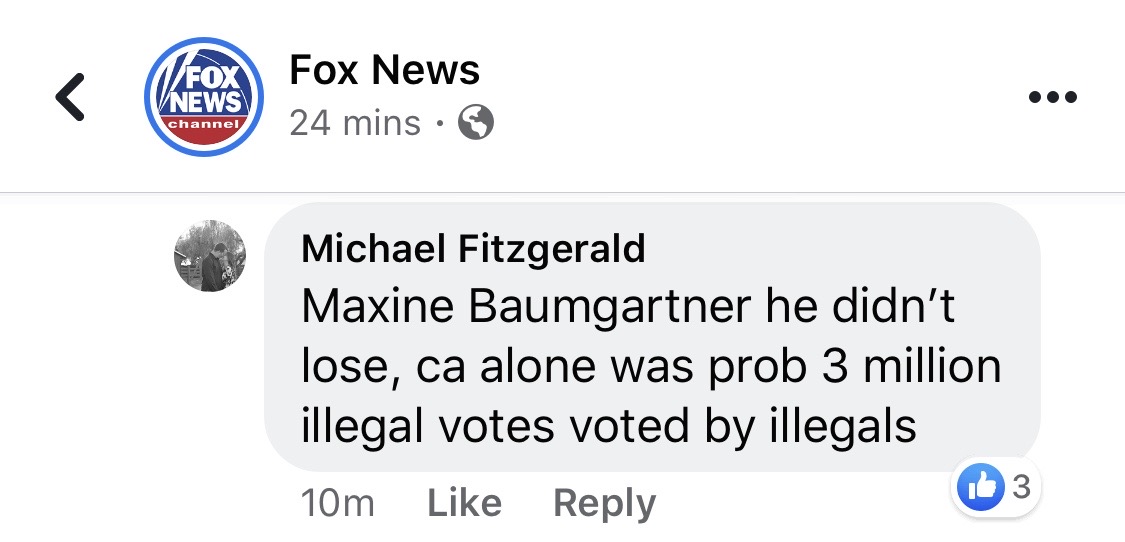 FOX
NEWS
channel
Fox News
24 mins ·
Michael Fitzgerald
Maxine Baumgartner he didn’t
lose, ca alone was prob 3 million
illegal votes voted by illegals
10m Like Reply 3